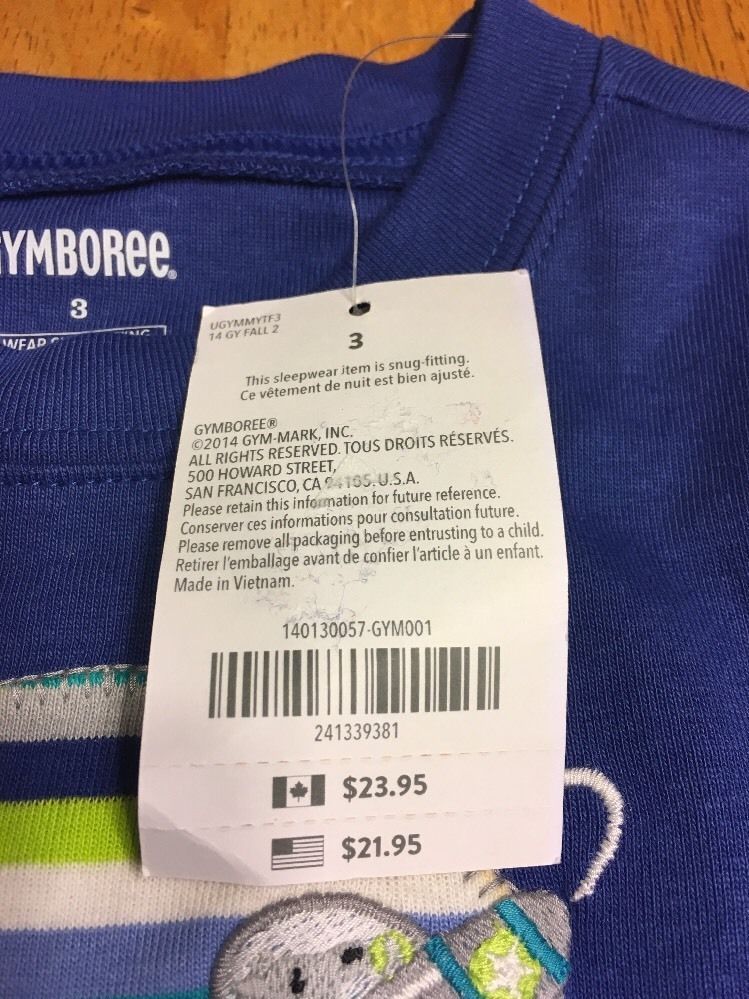 YMBORee®
3
WEAR
UGYMMYTF3
14 GY FALL 2
3
This sleepwear item is snug-fitting.
Ce vêtement de nuit est bien ajusté.
GYMBOREE®
©2014 GYM-MARK, INC.
ALL RIGHTS RESERVED. TOUS DROITS RÉSERVÉS.
500 HOWARD STREET,
SAN FRANCISCO, CA 94105. U.S.A.
Please retain this information for future reference.
Conserver ces informations pour consultation future.
Please remove all packaging before entrusting to a child.
Retirer l'emballage avant de confier l'article à un enfant.
Made in Vietnam.
140130057-GYM001
241339381
$23.95
$21.95